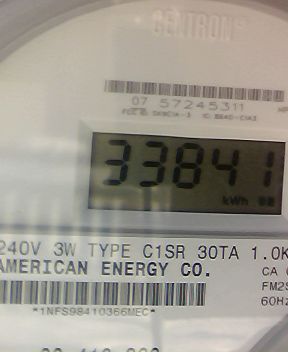 CENTRON
07 57245311
33841
kWh
240V 3W TYPE C1SR 30TA 1.0K
AMERICAN ENERGY CO.
CA
FM2S
60Hz
*1NFS98410366MEC*